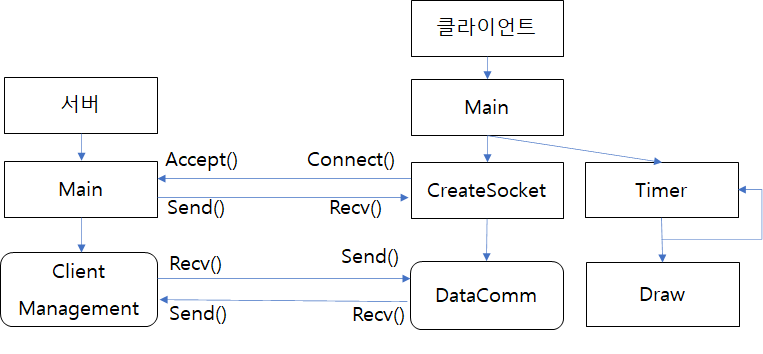 클라이언트
서버
Main
Accept()
Connect()
Main
CreateSocket
Timer
Send()
Recv()
Client
Management
Recv()
Send()
DataComm
Draw
Send()
Recv()